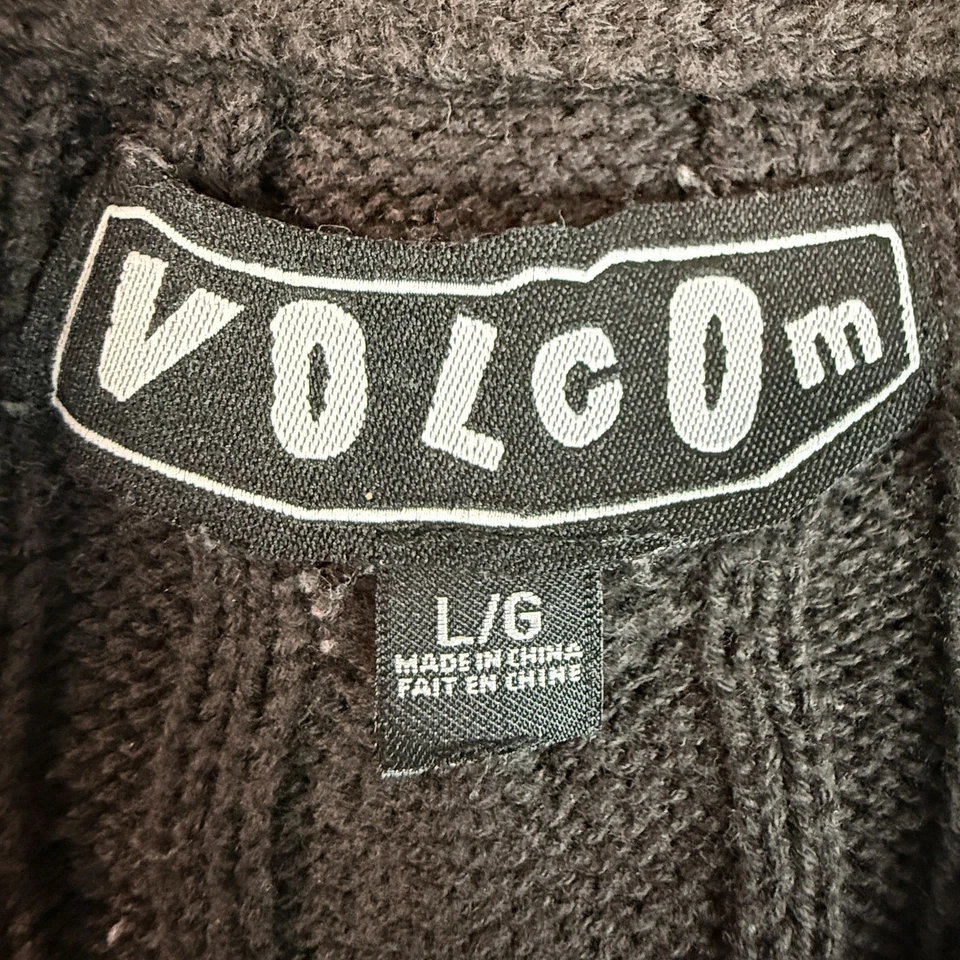 VOLCOm
L/G
MADE IN CHINA
FAIT EN CHINE